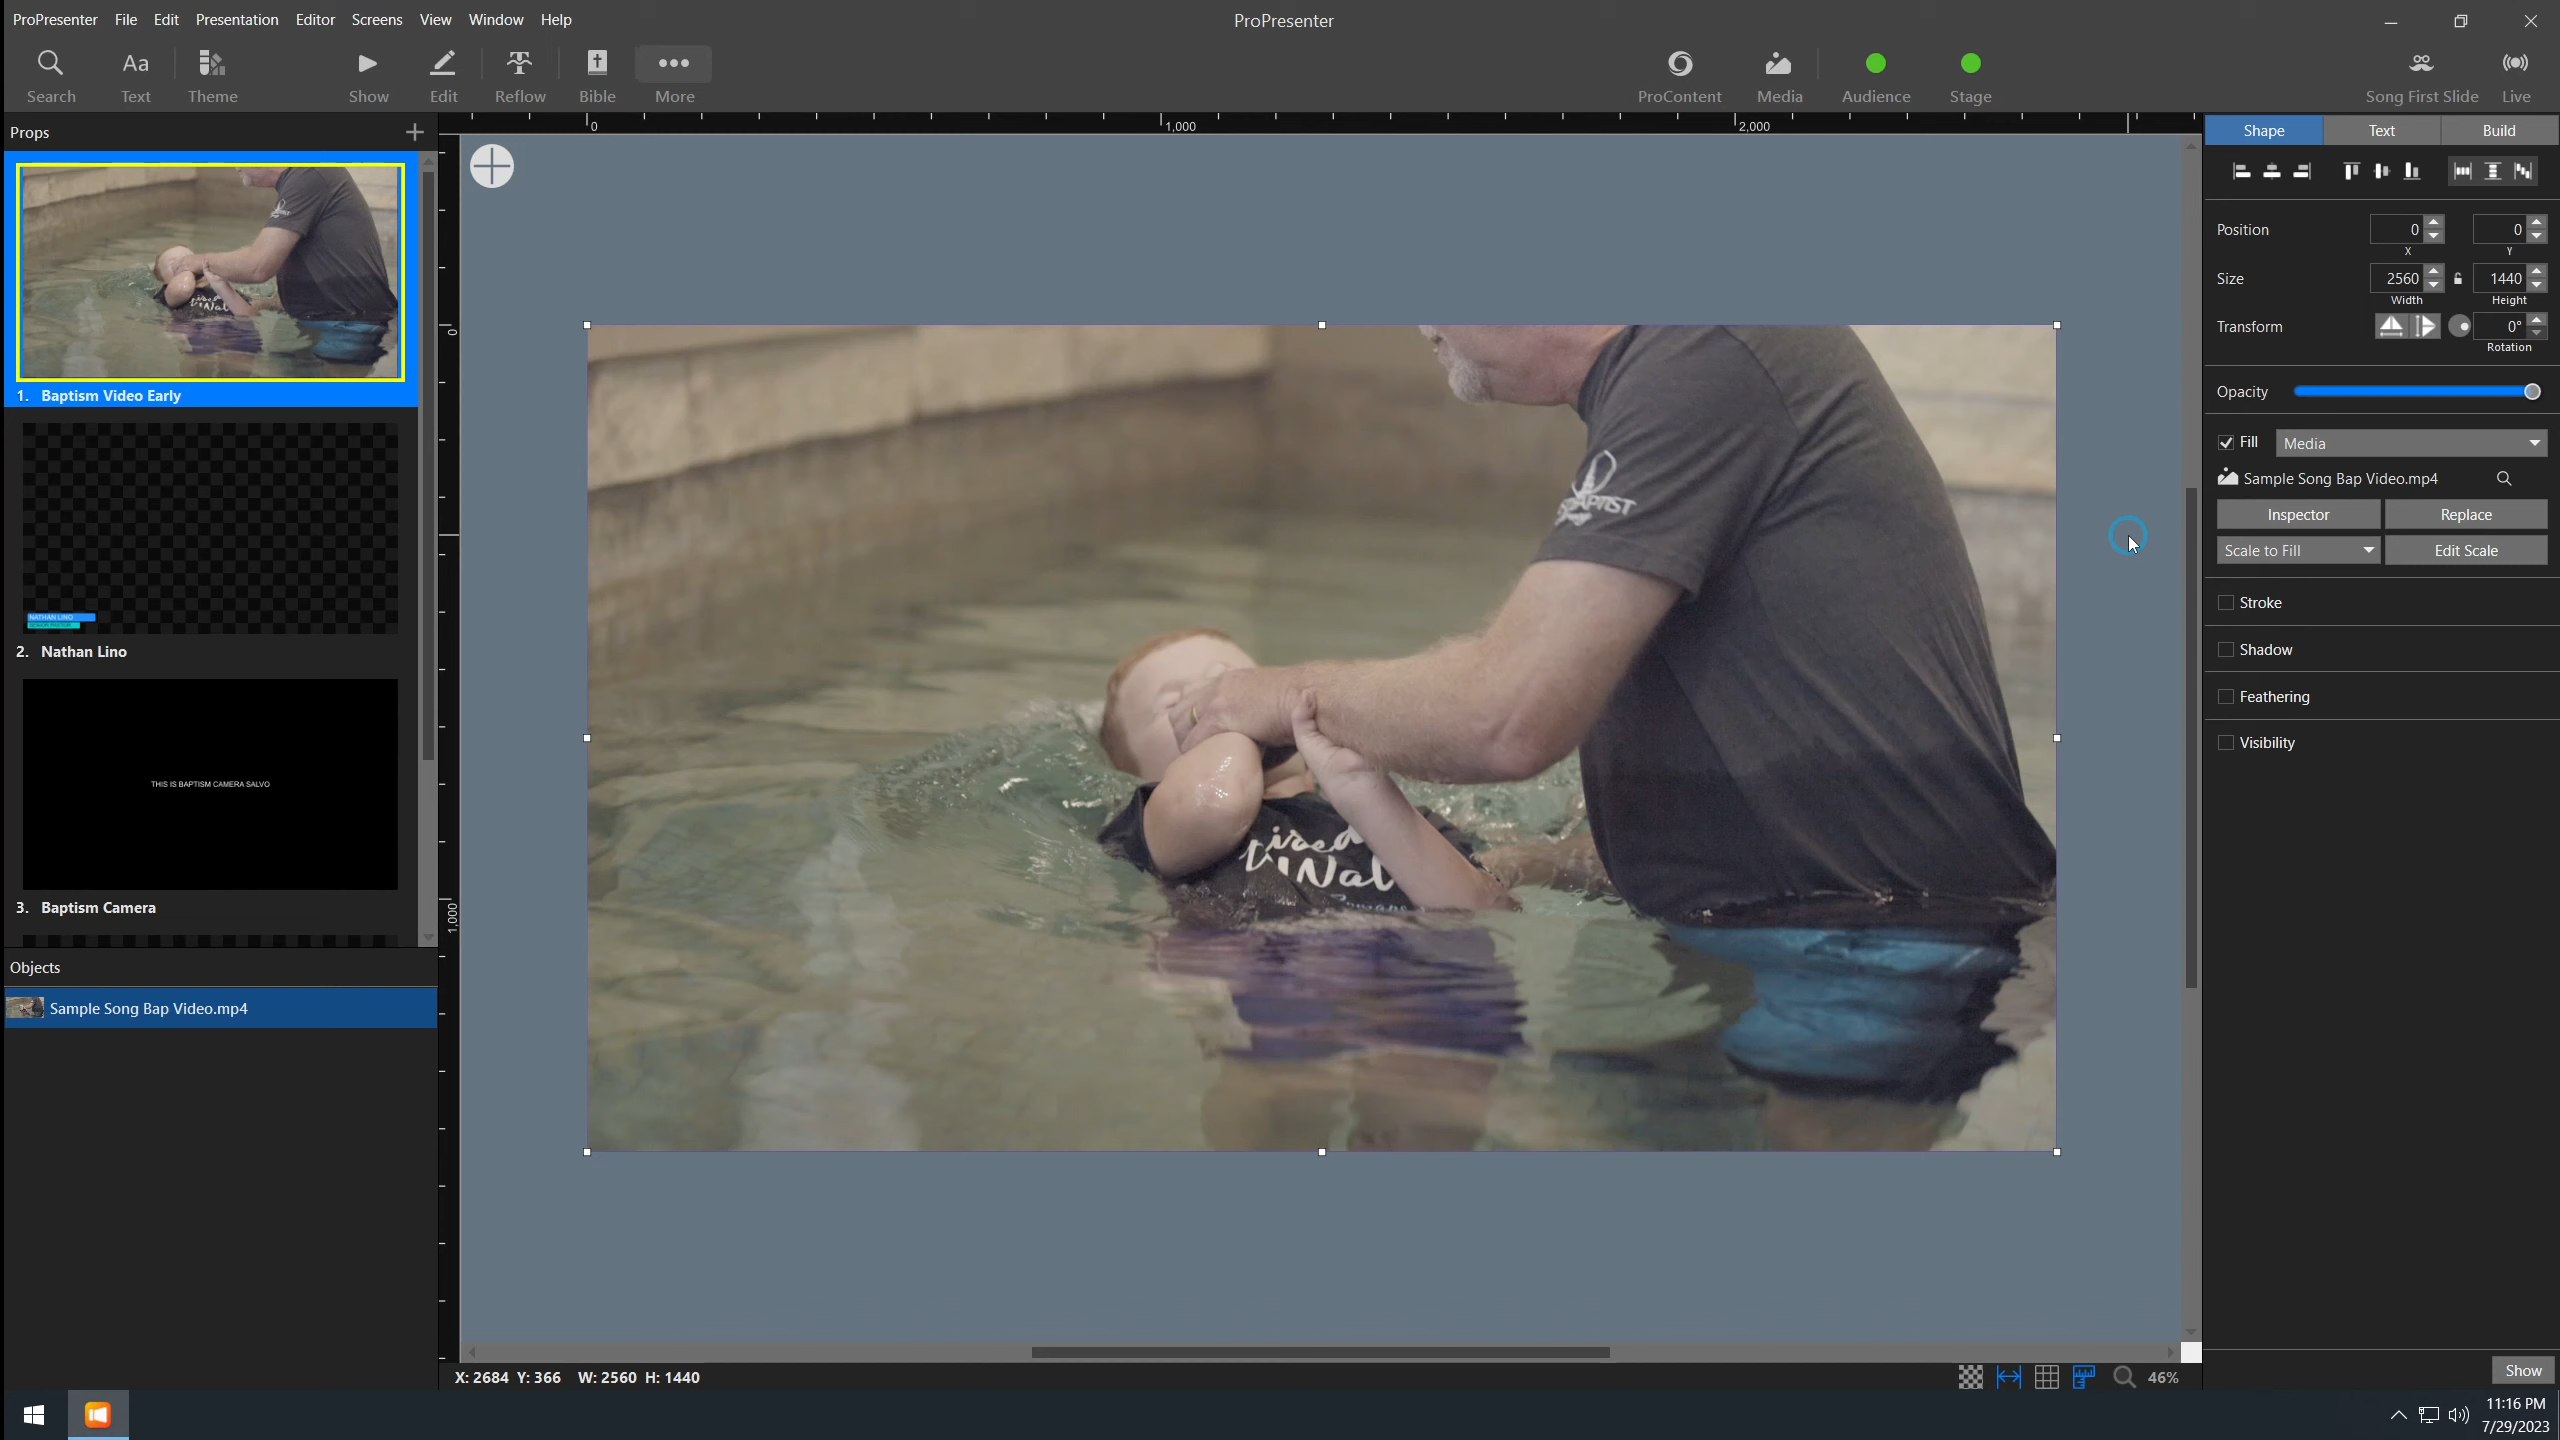 ProPresenter File Edit Presentation Editor Screens View Window Help
ProPresenter
Search Text Theme Show Edit Reflow Bible More
ProContent Media Audience Stage
Song First Slide Live
Aa
Props
0 1,000 2,000
Shape Text Build
1. Baptism Video Early
NATHAN LINO
2. Nathan Lino
THIS IS BAPTISM CAMERA SALVO
3. Baptism Camera
Objects
Sample Song Bap Video.mp4
0
1,000
Position 0 0
X Y
Size 2560 1440
Width Height
Transform 0°
Rotation
Opacity
Fill Media
Sample Song Bap Video.mp4
Inspector Replace
Scale to Fill Edit Scale
Stroke
Shadow
Feathering
Visibility
X: 2684 Y: 366 W: 2560 H: 1440
46%
Show
11:16 PM
7/29/2023